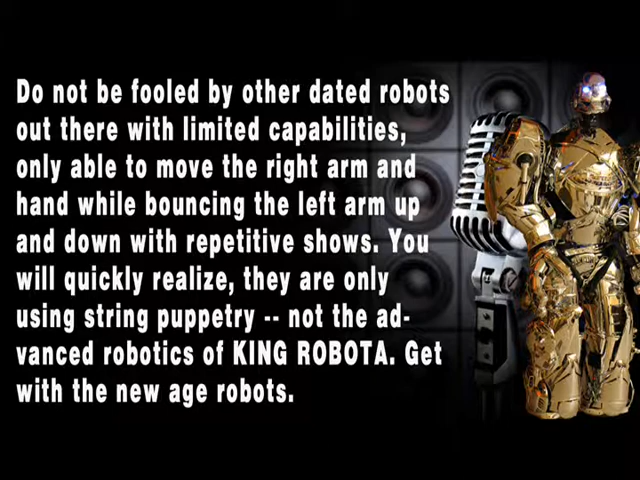 Do not be fooled by other dated robots
out there with limited capabilities,
only able to move the right arm and
hand while bouncing the left arm up
and down with repetitive shows. You
will quickly realize, they are only
using string puppetry -- not the ad-
vanced robotics of KING ROBOTA. Get
with the new age robots.